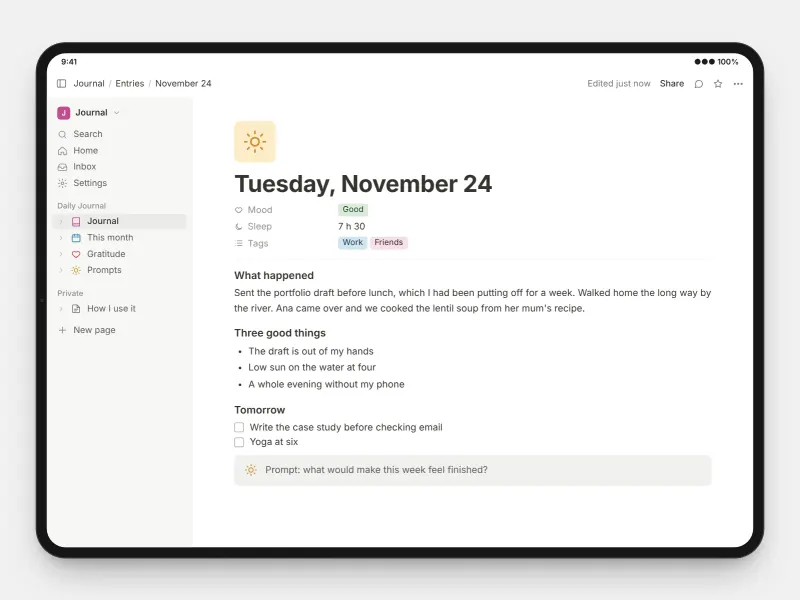 9:41
100%
Journal / Entries / November 24
Edited just now
Share
J
Journal
Search
Home
Inbox
Settings
Daily Journal
Journal
This month
Gratitude
Prompts
Private
How I use it
New page
Tuesday, November 24
Mood Good
Sleep 7 h 30
Tags Work Friends
What happened
Sent the portfolio draft before lunch, which I had been putting off for a week. Walked home the long way by
the river. Ana came over and we cooked the lentil soup from her mum's recipe.
Three good things
• The draft is out of my hands
• Low sun on the water at four
• A whole evening without my phone
Tomorrow
Write the case study before checking email
Yoga at six
Prompt: what would make this week feel finished?